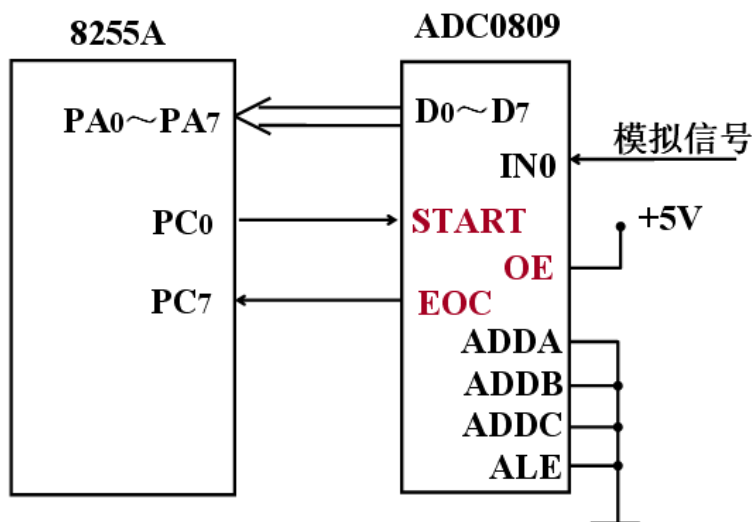 8255A
ADC0809
PA0～PA7
D0～D7
模拟信号
IN0
PC0
START
+5V
OE
PC7
EOC
ADDA
ADDB
ADDC
ALE